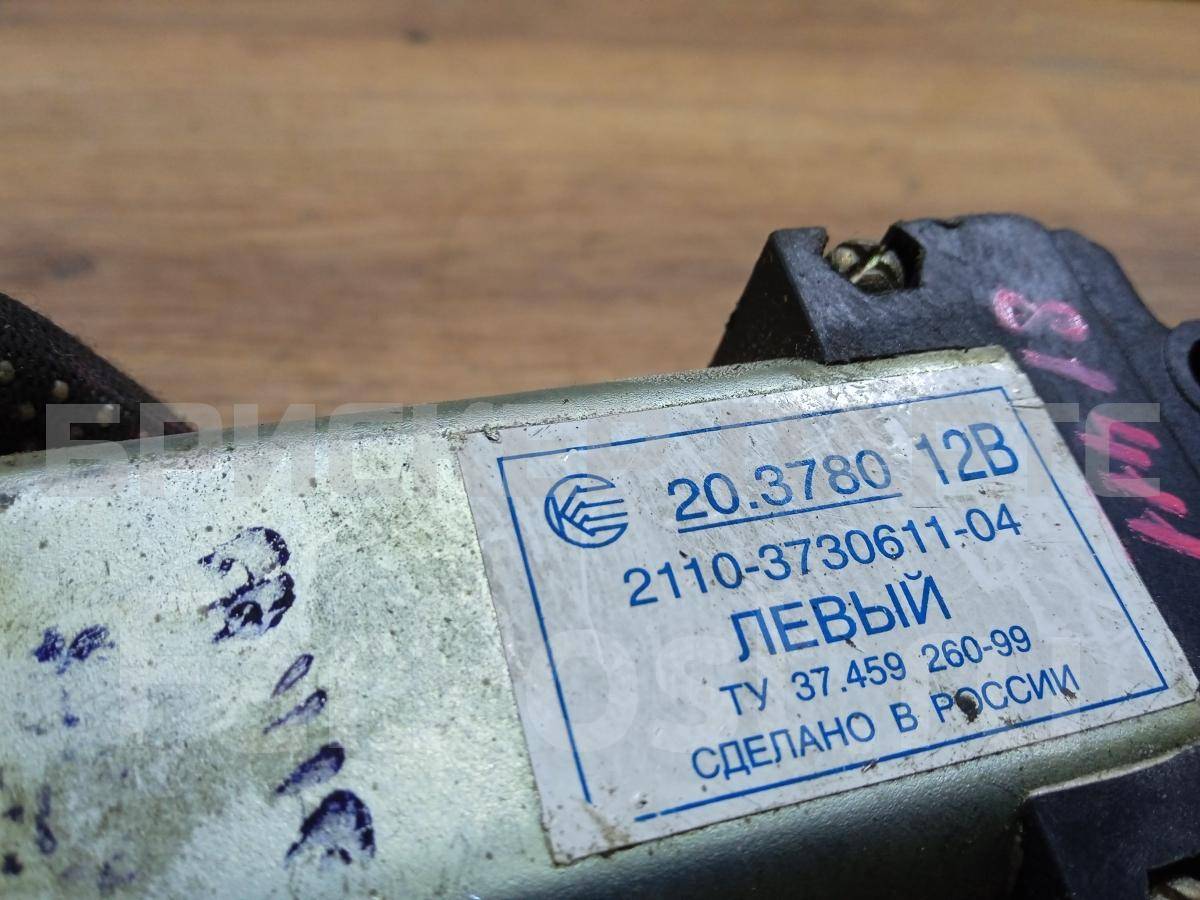 20.3780 12В
2110-3730611-04
ЛЕВЫЙ
ТУ 37.459 260-99
СДЕЛАНО В РОССИИ